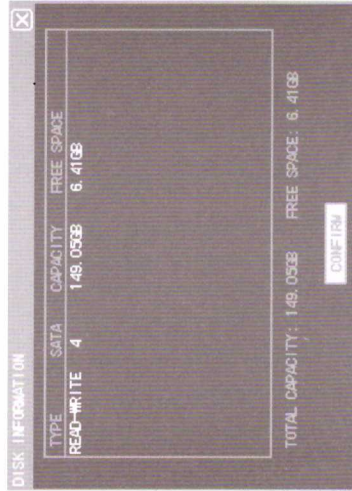 DISK INFORMATION X
TYPE SATA CAPACITY FREE SPACE
READ-WRITE 4 149.05GB 6.41GB
TOTAL CAPACITY: 149.05GB FREE SPACE: 6.41GB
CONFIRM